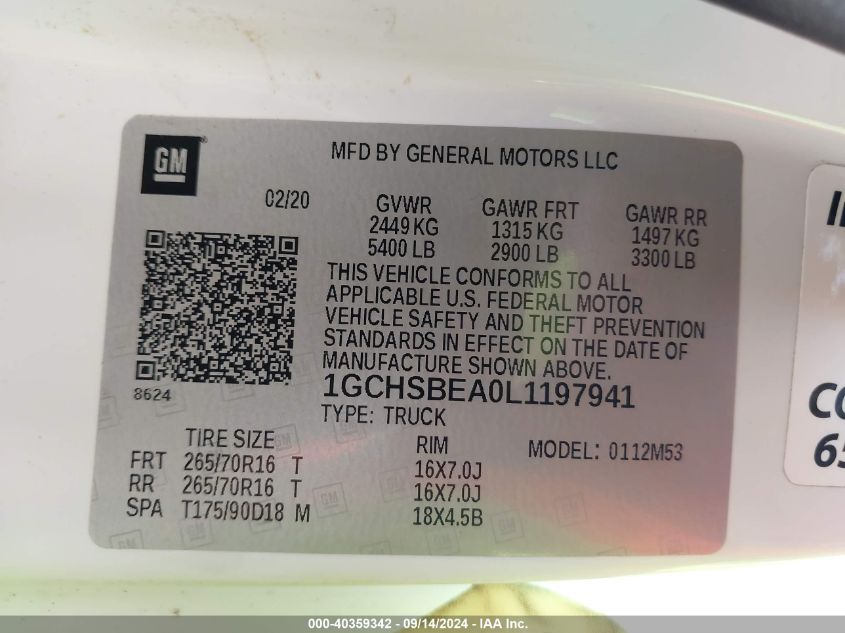 GM
MFD BY GENERAL MOTORS LLC
02/20
GVWR GAWR FRT GAWR RR
2449 KG 1315 KG 1497 KG
5400 LB 2900 LB 3300 LB
THIS VEHICLE CONFORMS TO ALL
APPLICABLE U.S. FEDERAL MOTOR
VEHICLE SAFETY AND THEFT PREVENTION
STANDARDS IN EFFECT ON THE DATE OF
MANUFACTURE SHOWN ABOVE.
8624
1GCHSBEA0L1197941
TYPE: TRUCK
TIRE SIZE RIM MODEL: 0112M53
FRT 265/70R16 T 16X7.0J
RR 265/70R16 T 16X7.0J
SPA T175/90D18 M 18X4.5B
000-40359342 - 09/14/2024 - IAA Inc.